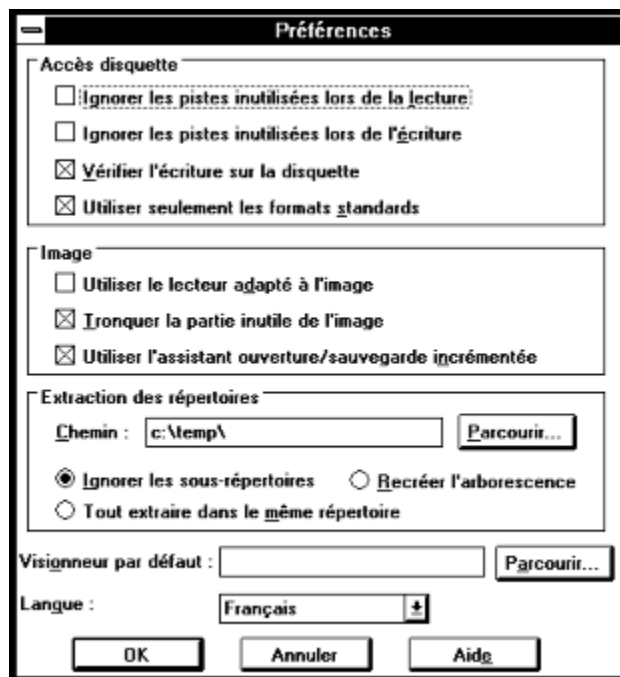 Préférences
Accès disquette
Ignorer les pistes inutilisées lors de la lecture
Ignorer les pistes inutilisées lors de l'écriture
Vérifier l'écriture sur la disquette
Utiliser seulement les formats standards
Image
Utiliser le lecteur adapté à l'image
Tronquer la partie inutile de l'image
Utiliser l'assistant ouverture/sauvegarde incrémentée
Extraction des répertoires
Chemin : c:\temp\ Parcourir...
Ignorer les sous-répertoires Recréer l'arborescence
Tout extraire dans le même répertoire
Visionneur par défaut : Parcourir...
Langue : Français
OK Annuler Aide